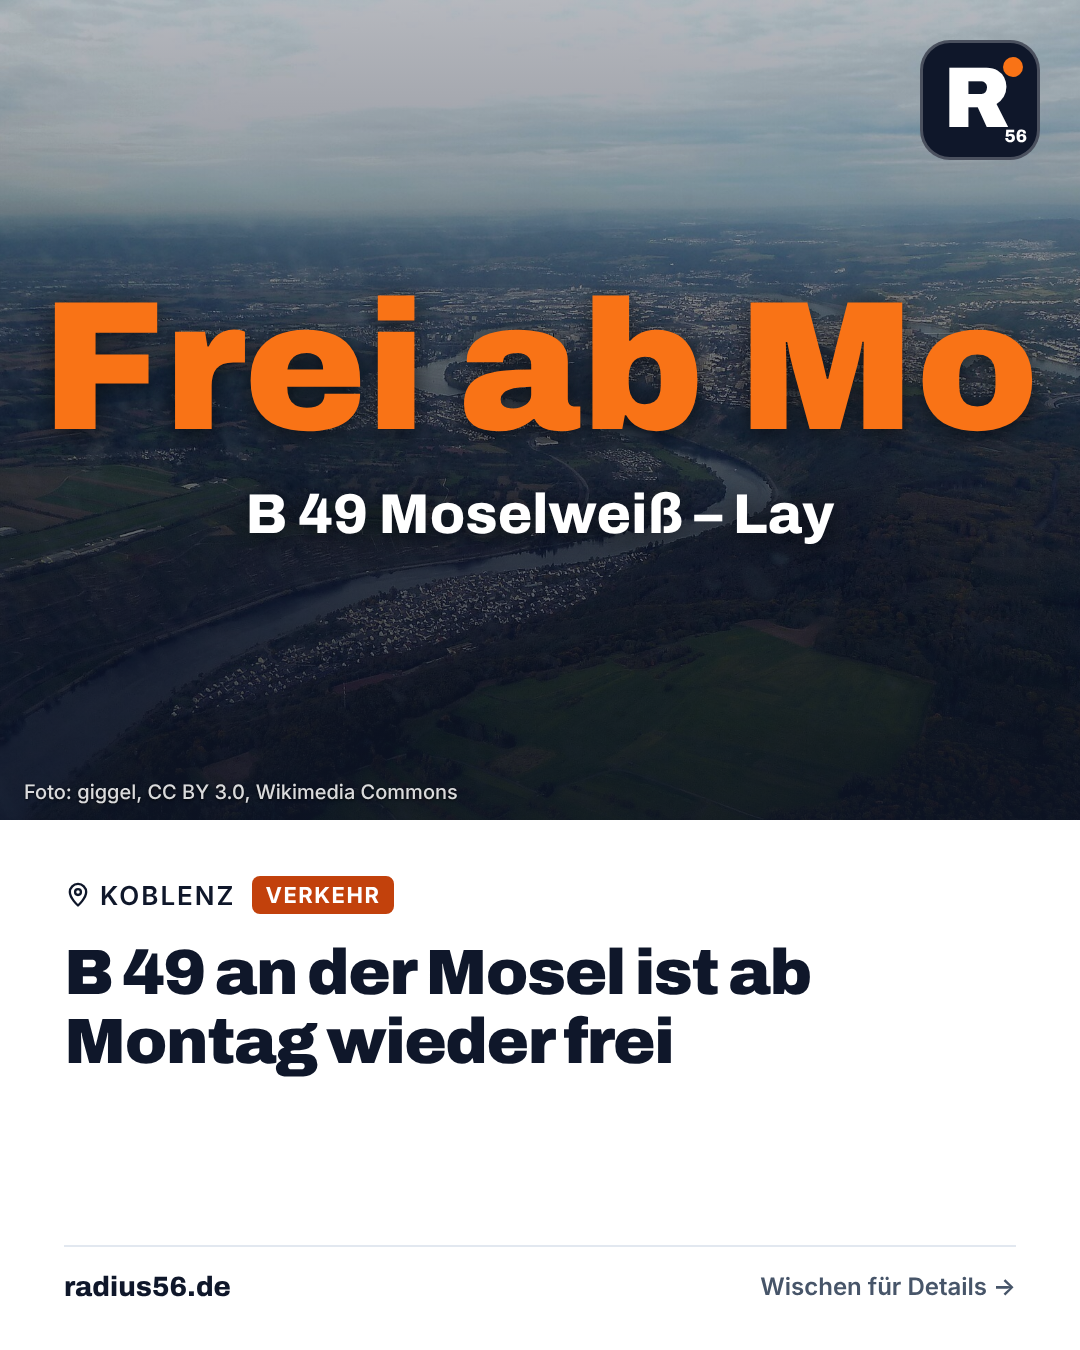 R
56
Frei ab Mo
B 49 Moselweiß – Lay
Foto: giggel, CC BY 3.0, Wikimedia Commons
KOBLENZ
VERKEHR
B 49 an der Mosel ist ab
Montag wieder frei
radius56.de
Wischen für Details →